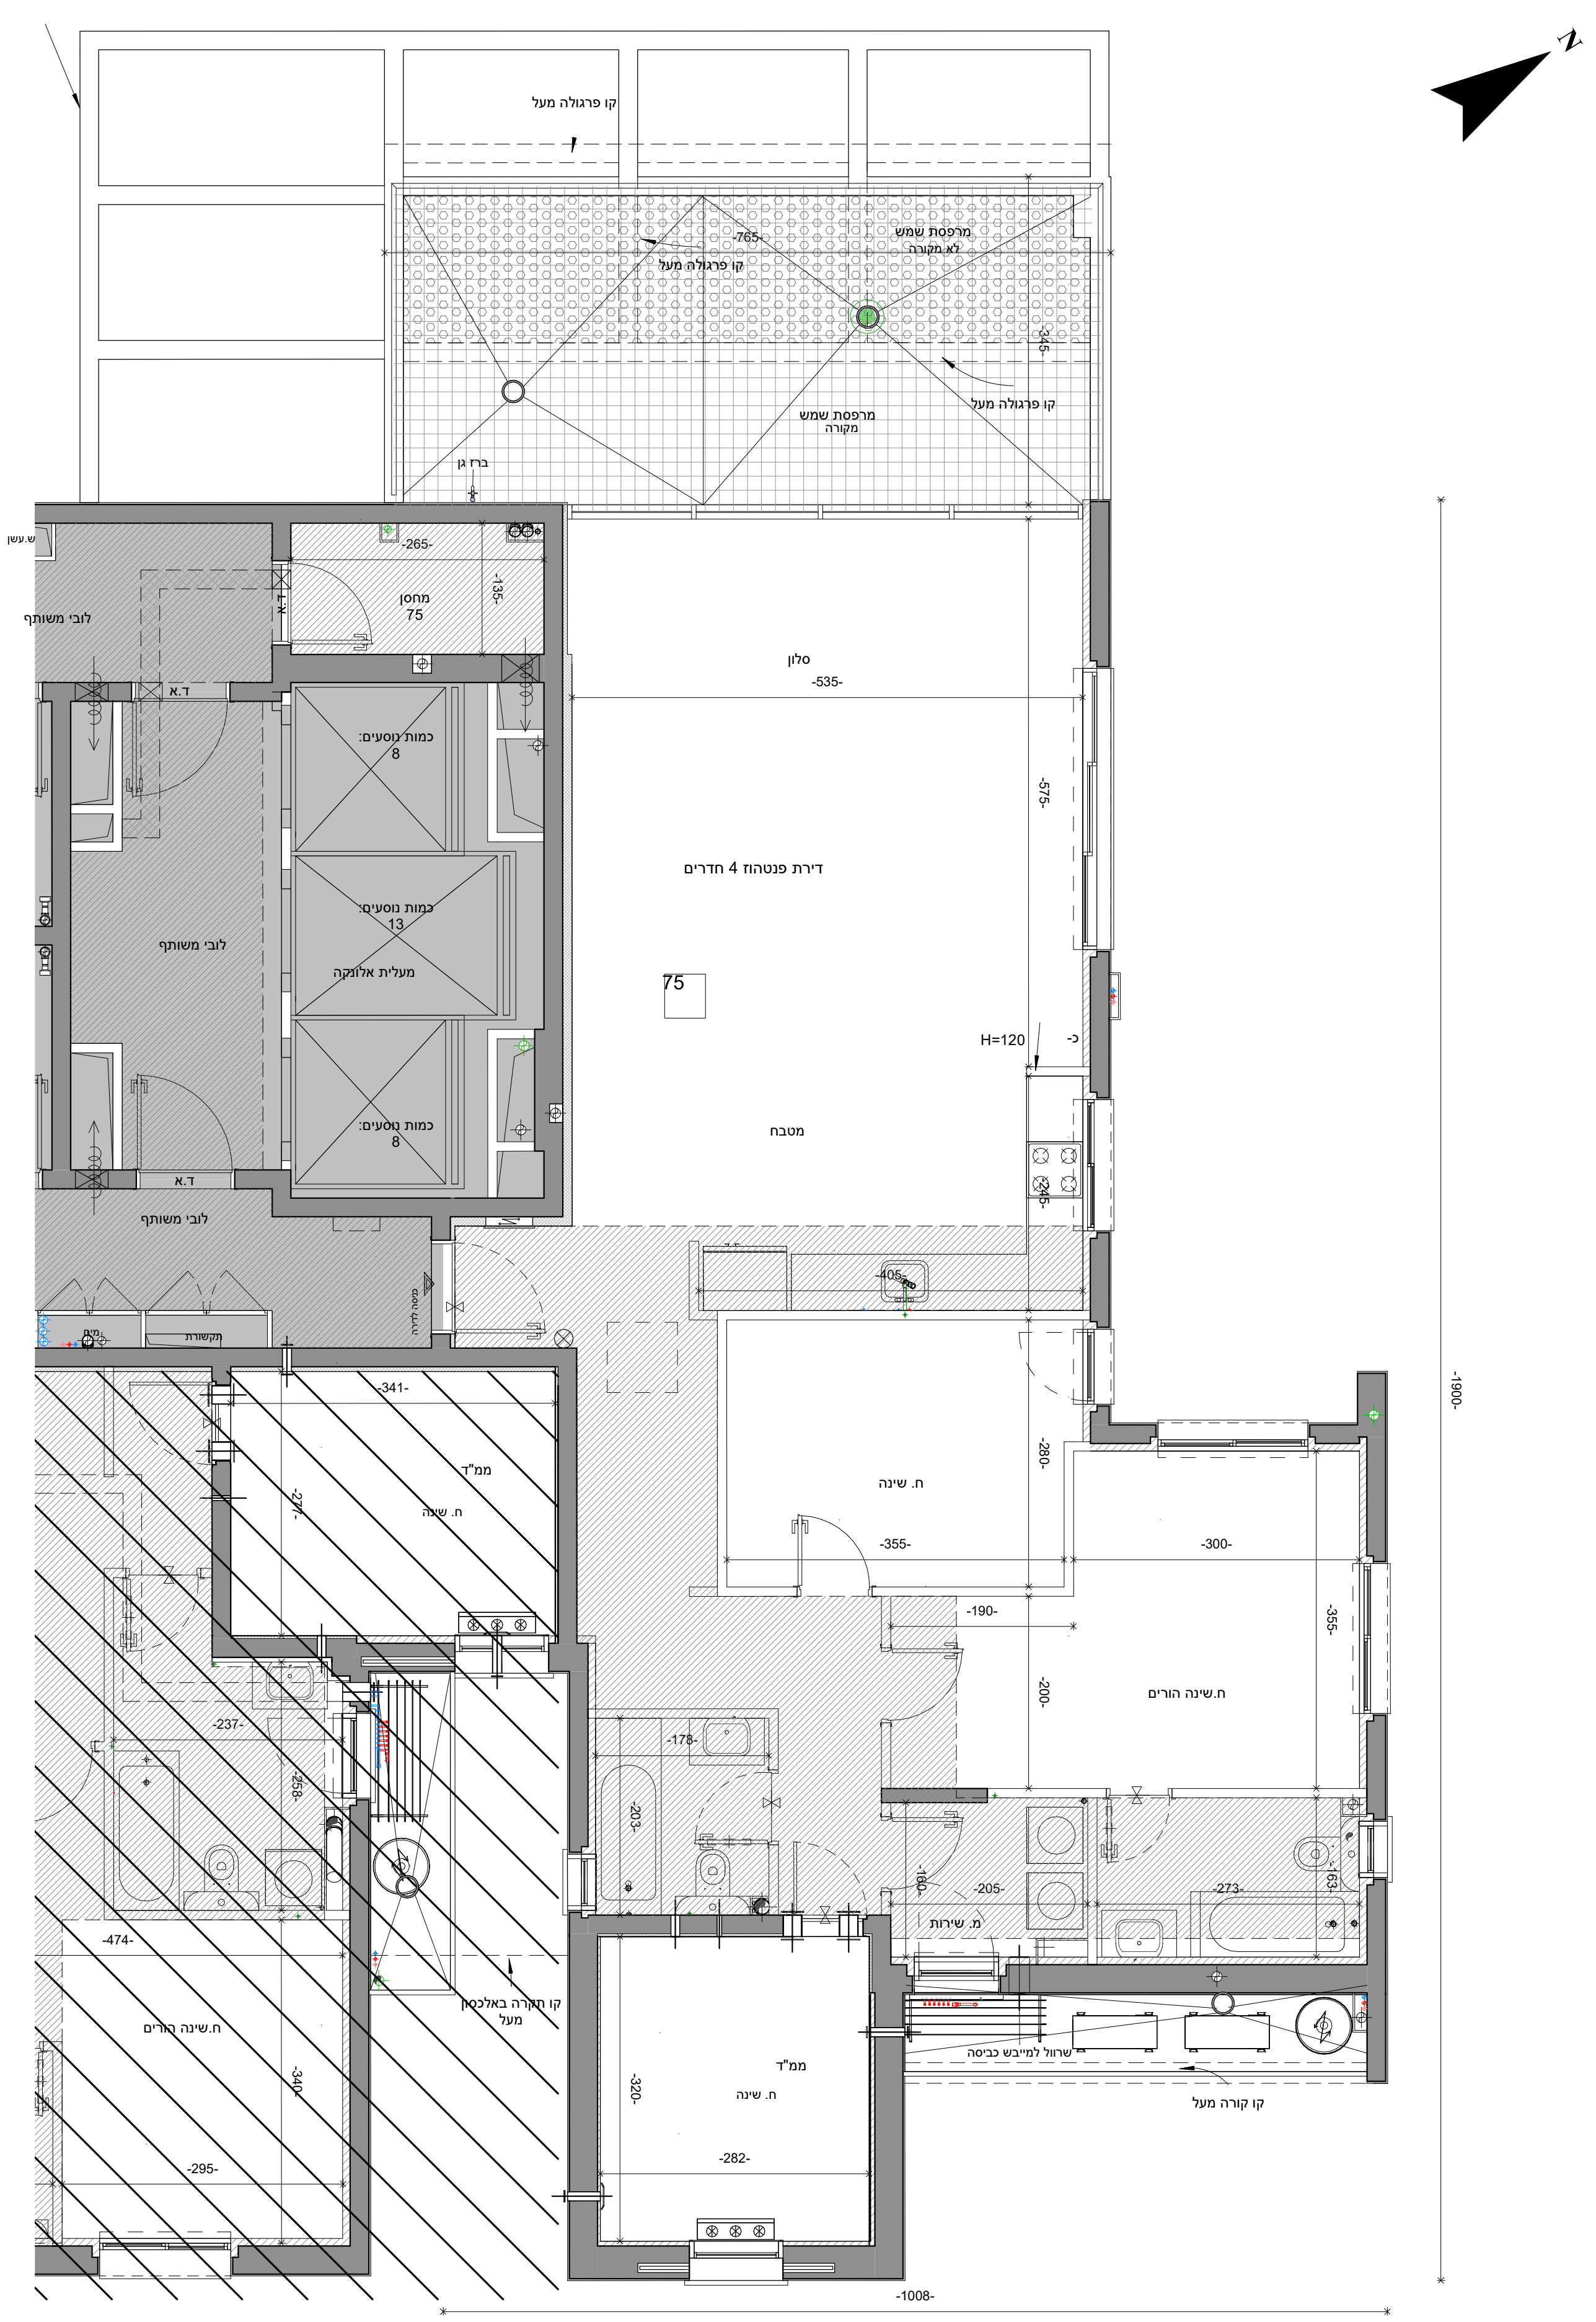 N
קו פרגולה מעל
-765-
מרפסת שמש
לא מקורה
קו פרגולה מעל
-345-
קו פרגולה מעל
מרפסת שמש
מקורה
ברז גן
ש.עשן
-265-
-135-
מחסן
75
ד.א
לובי משותף
סלון
-535-
ד.א
כמות נוסעים:
8
-575-
דירת פנטהוז 4 חדרים
כמות נוסעים:
13
לובי משותף
מעלית אלונקה
75
H=120
כ-
כמות נוסעים:
8
מטבח
ד.א
-245-
לובי משותף
-405-
כניסה לדירה
מים
תקשורת
-341-
-1900-
ממ"ד
-280-
ח. שינה
-277-
ח. שינה
-355-
-300-
-190-
-355-
-200-
ח.שינה הורים
-237-
-178-
-258-
-203-
-160-
-205-
-273-
-163-
מ. שירות
-474-
קו תקרה באלכסון
מעל
ח.שינה הורים
שרוול למייבש כביסה
ממ"ד
-340-
-320-
ח. שינה
קו קורה מעל
-295-
-282-
-1008-